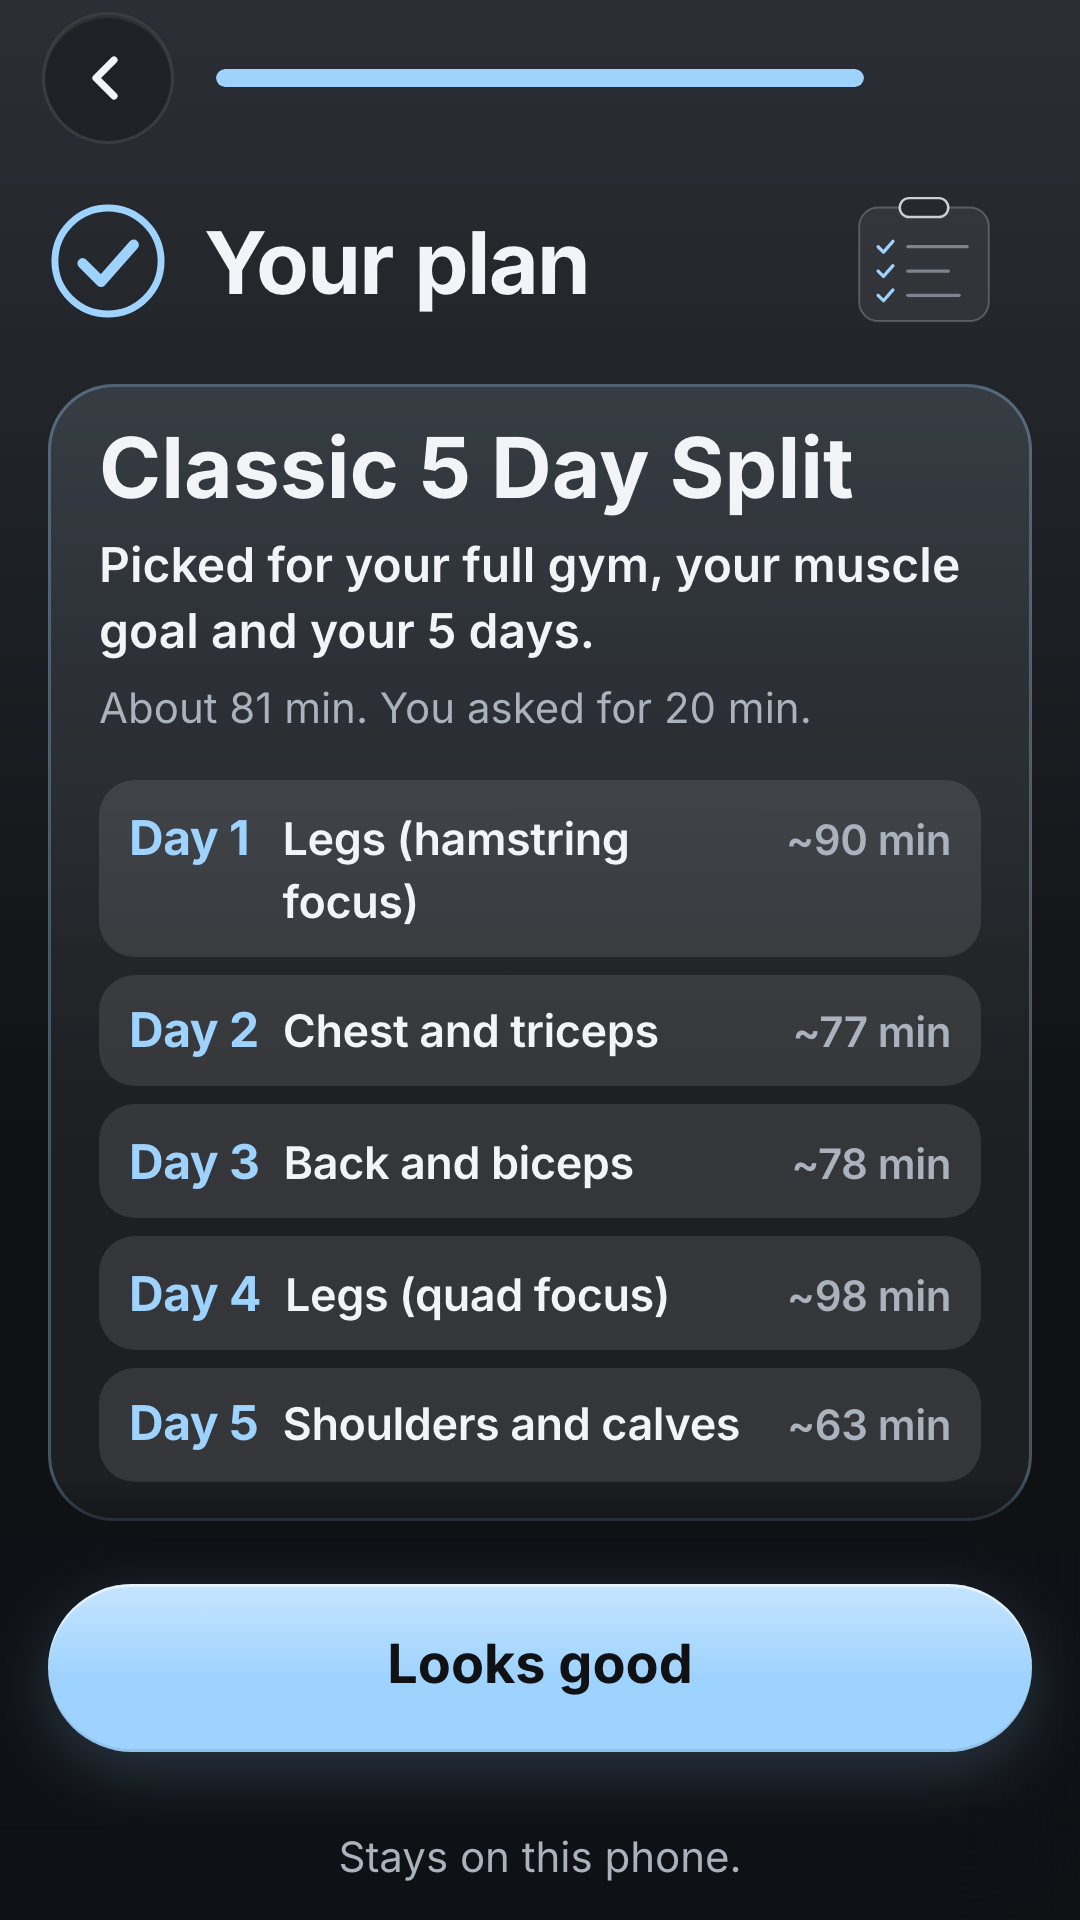 Your plan
Classic 5 Day Split
Picked for your full gym, your muscle
goal and your 5 days.
About 81 min. You asked for 20 min.
Day 1 Legs (hamstring ~90 min
focus)
Day 2 Chest and triceps ~77 min
Day 3 Back and biceps ~78 min
Day 4 Legs (quad focus) ~98 min
Day 5 Shoulders and calves ~63 min
Looks good
Stays on this phone.